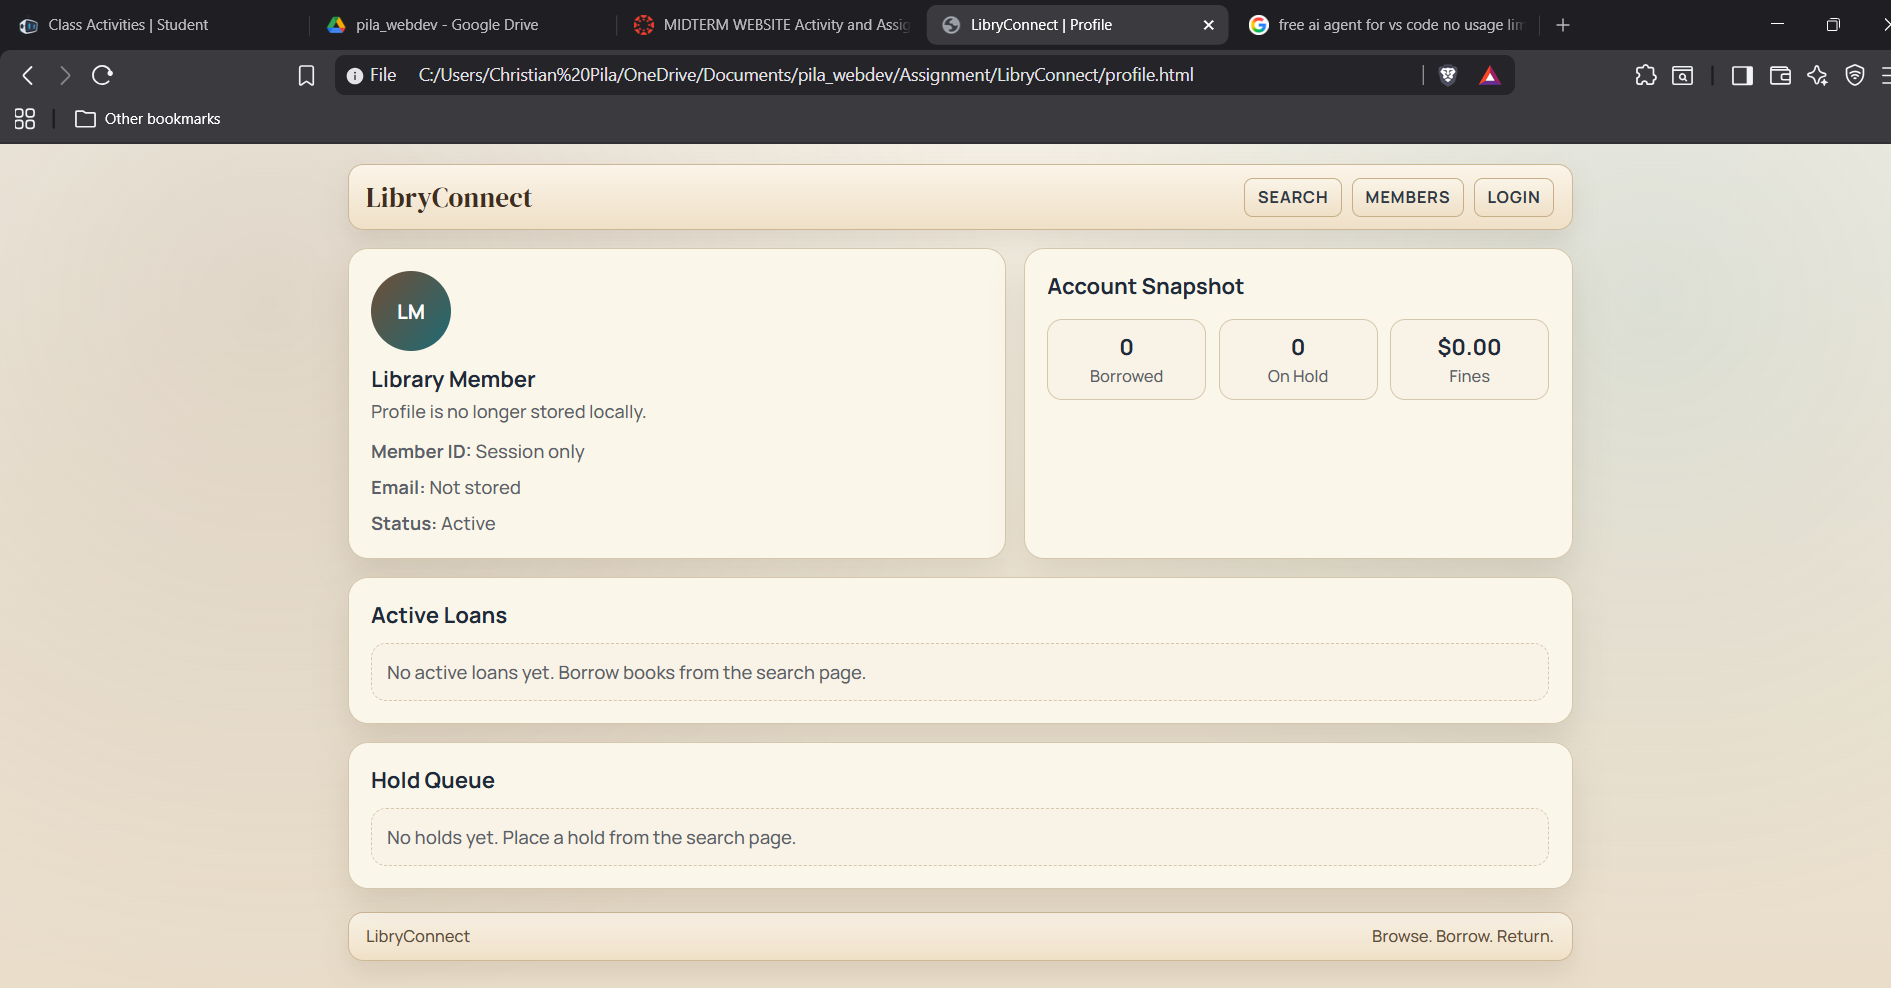 Class Activities | Student
pila_webdev - Google Drive
MIDTERM WEBSITE Activity and Assig
LibryConnect | Profile
free ai agent for vs code no usage lim
File C:/Users/Christian%20Pila/OneDrive/Documents/pila_webdev/Assignment/LibryConnect/profile.html
Other bookmarks
LibryConnect
SEARCH
MEMBERS
LOGIN
LM
Library Member
Profile is no longer stored locally.
Member ID: Session only
Email: Not stored
Status: Active
Account Snapshot
0
Borrowed
0
On Hold
$0.00
Fines
Active Loans
No active loans yet. Borrow books from the search page.
Hold Queue
No holds yet. Place a hold from the search page.
LibryConnect
Browse. Borrow. Return.